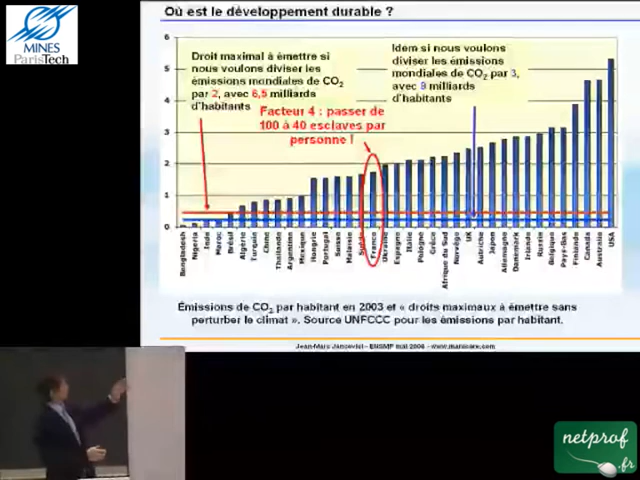 MINES
ParisTech
Où est le développement durable ?
Droit maximal à émettre si
nous voulons diviser les
émissions mondiales de CO2
par 2, avec 6,5 milliards
d'habitants
Idem si nous voulons
diviser les émissions
mondiales de CO2 par 3,
avec 9 milliards
d'habitants
Facteur 4 : passer de
100 à 40 esclaves par
personne !
6
5
4
3
2
1
0
Bangladesh
Nigeria
Inde
Maroc
Brésil
Algérie
Turquie
Chine
Thaïlande
Argentine
Mexique
Hongrie
Portugal
Suisse
Malaisie
Suède
France
Ukraine
Espagne
Italie
Pologne
Grèce
Afrique du Sud
Norvège
UK
Autriche
Japon
Allemagne
Danemark
Irlande
Russie
Belgique
Pays-Bas
Finlande
Canada
Australie
USA
Émissions de CO2 par habitant en 2003 et « droits maximaux à émettre sans
perturber le climat ». Source UNFCCC pour les émissions par habitant.
Jean-Marc Jancovici - ENSMP mai 2006 - www.manicore.com
netprof
.fr